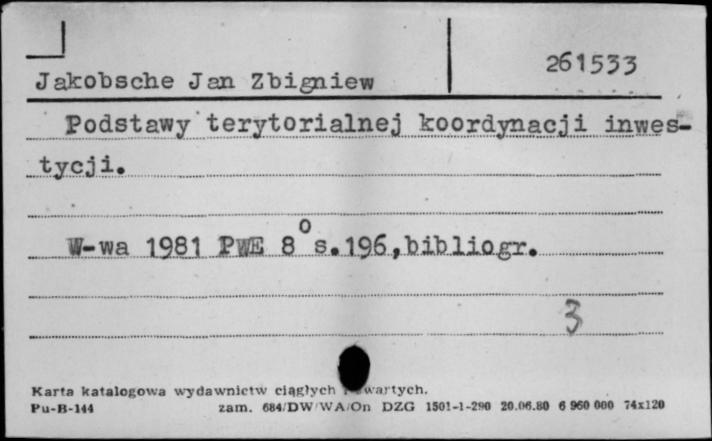 261533
Jakobsche Jan Zbigniew
Podstawy terytorialnej koordynacji inwes-
tycji.
W-wa 1981 PWE 8° s.196,bibliogr.
3
Karta katalogowa wydawnictw ciągłych wartych.
Pu-B-144 zam. 684/DW/WA/On DZG 1501-1-290 20.06.80 6 960 000 74x120